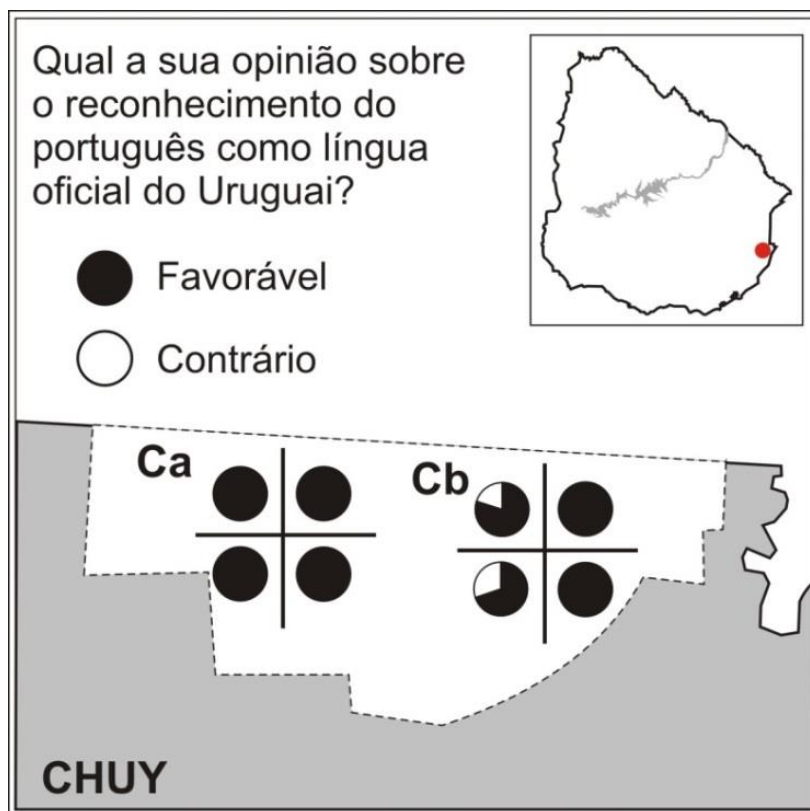 Qual a sua opinião sobre
o reconhecimento do
português como língua
oficial do Uruguai?
Favorável
Contrário
Ca
Cb
CHUY